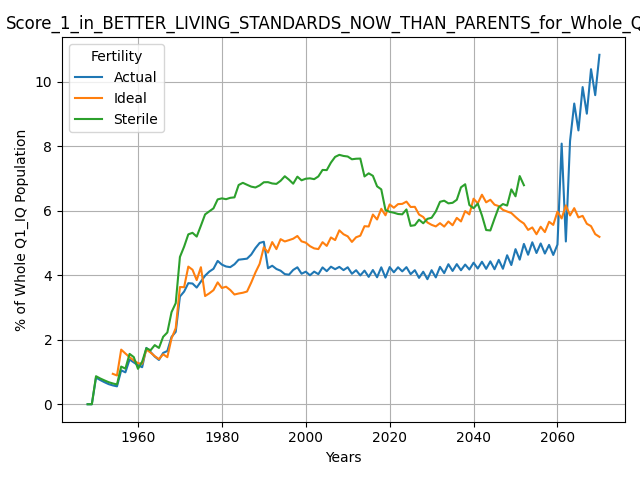 Score_1_in_BETTER_LIVING_STANDARDS_NOW_THAN_PARENTS_for_Whole_Q
Fertility
Actual
Ideal
Sterile
% of Whole Q1_IQ Population
10
8
6
4
2
0
1960 1980 2000 2020 2040 2060
Years